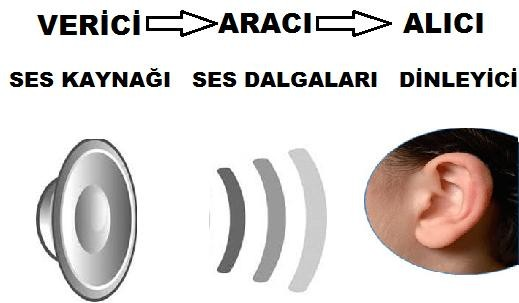 VERİCİ ARACI ALICI
SES KAYNAĞI SES DALGALARI DİNLEYİCİ